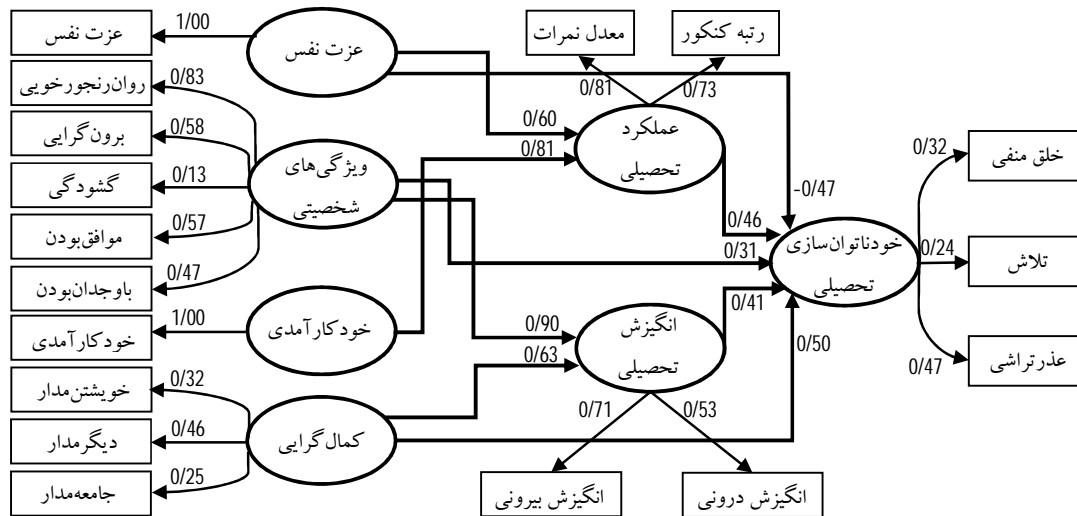 رتبه کنکور
معدل نمرات
عزت نفس
1/00
عزت نفس
روان‌رنجورخویی
0/83
0/81
0/73
برون‌گرایی
0/58
0/60
عملکرد
تحصیلی
0/81
ویژگی‌های
شخصیتی
گشودگی
0/13
خلق منفی
0/32
-0/47
موافق‌بودن
0/57
0/46
خودناتوان‌سازی
تحصیلی
0/31
0/24
تلاش
باوجدان‌بودن
0/47
خودکارآمدی
1/00
خودکارآمدی
0/90
انگیزش
تحصیلی
0/41
0/63
0/50
عذرتراشی
0/47
خویشتن‌مدار
0/32
0/71
0/53
دیگرمدار
0/46
کمال‌گرایی
جامعه‌مدار
0/25
انگیزش درونی
انگیزش بیرونی